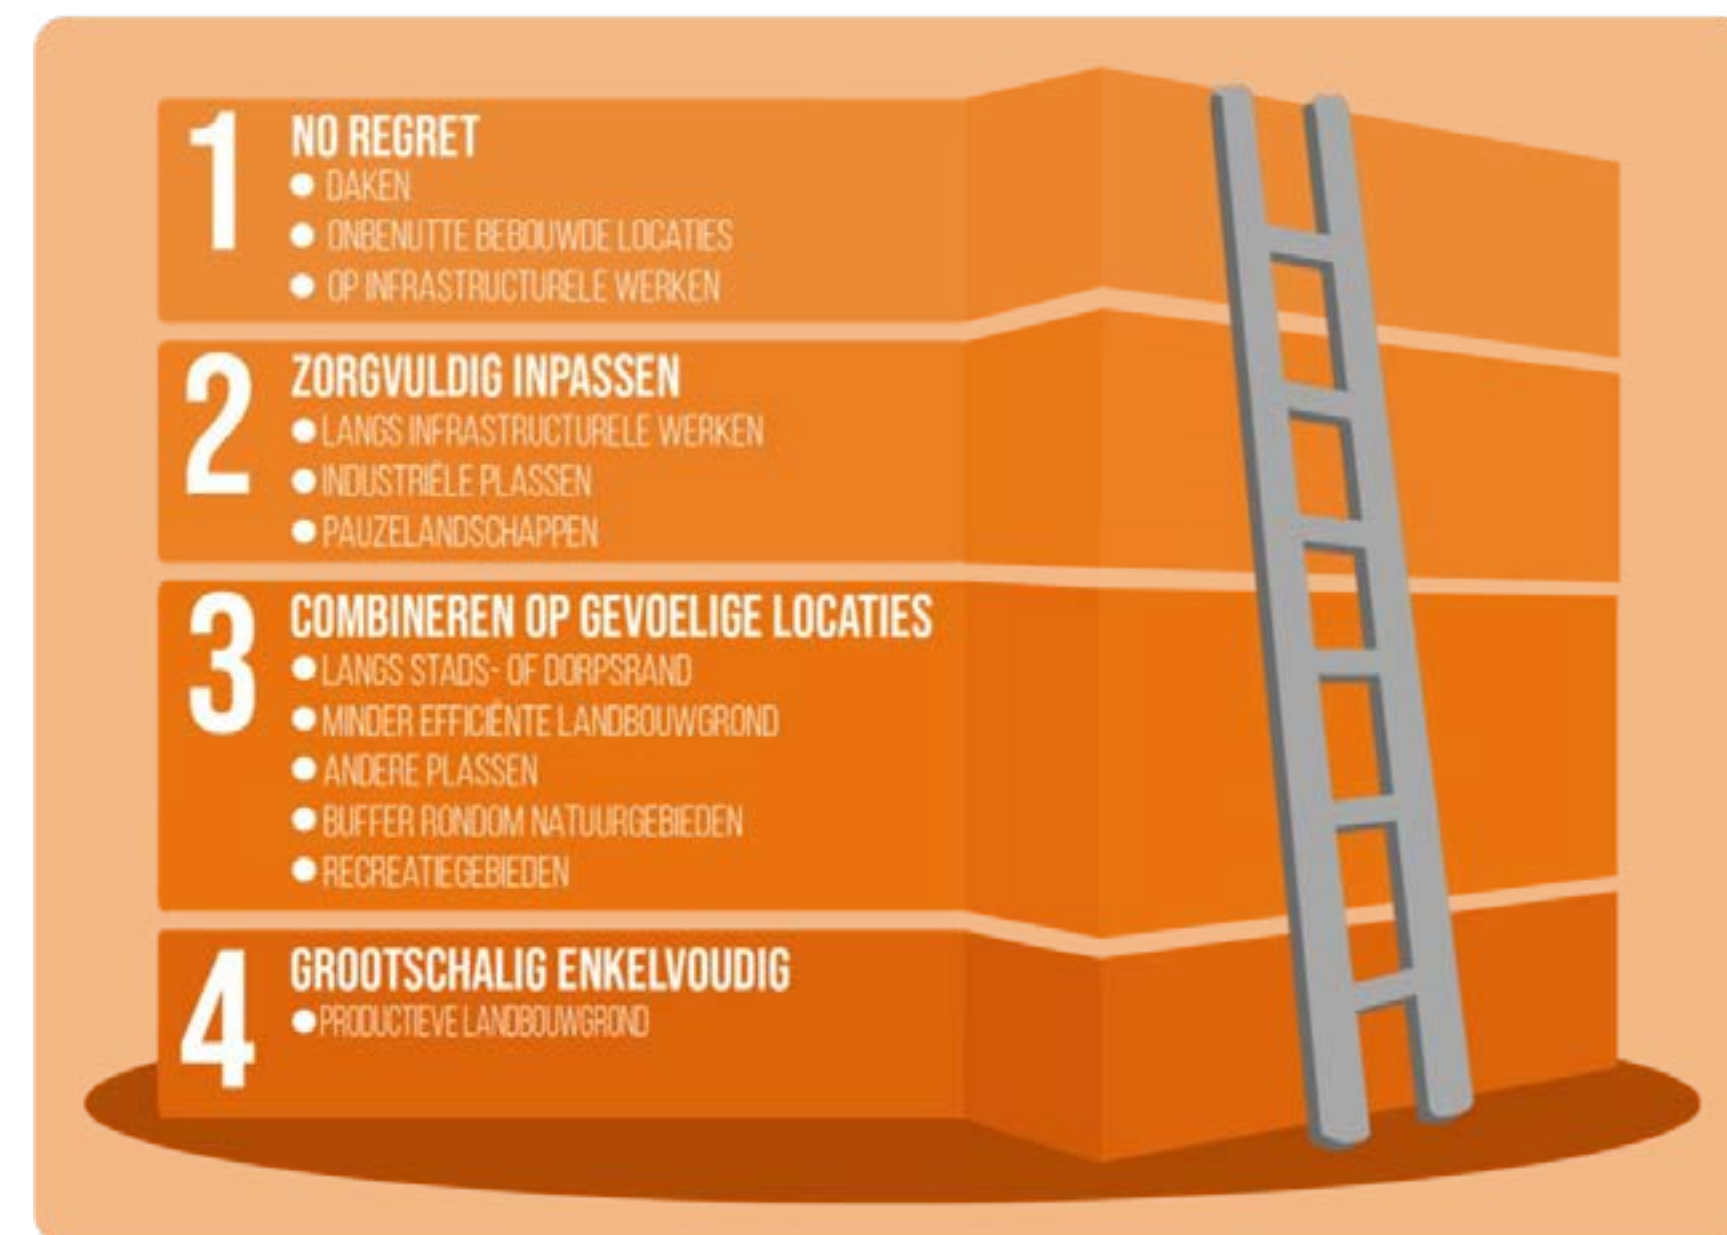 1
NO REGRET
● DAKEN
● ONBENUTTE BEBOUWDE LOCATIES
● OP INFRASTRUCTURELE WERKEN
2
ZORGVULDIG INPASSEN
● LANGS INFRASTRUCTURELE WERKEN
● INDUSTRIËLE PLASSEN
● PAUZELANDSCHAPPEN
3
COMBINEREN OP GEVOELIGE LOCATIES
● LANGS STADS- OF DORPSRAND
● MINDER EFFICIËNTE LANDBOUWGROND
● ANDERE PLASSEN
● BUFFER RONDOM NATUURGEBIEDEN
● RECREATIEGEBIEDEN
4
GROOTSCHALIG ENKELVOUDIG
● PRODUCTIEVE LANDBOUWGROND